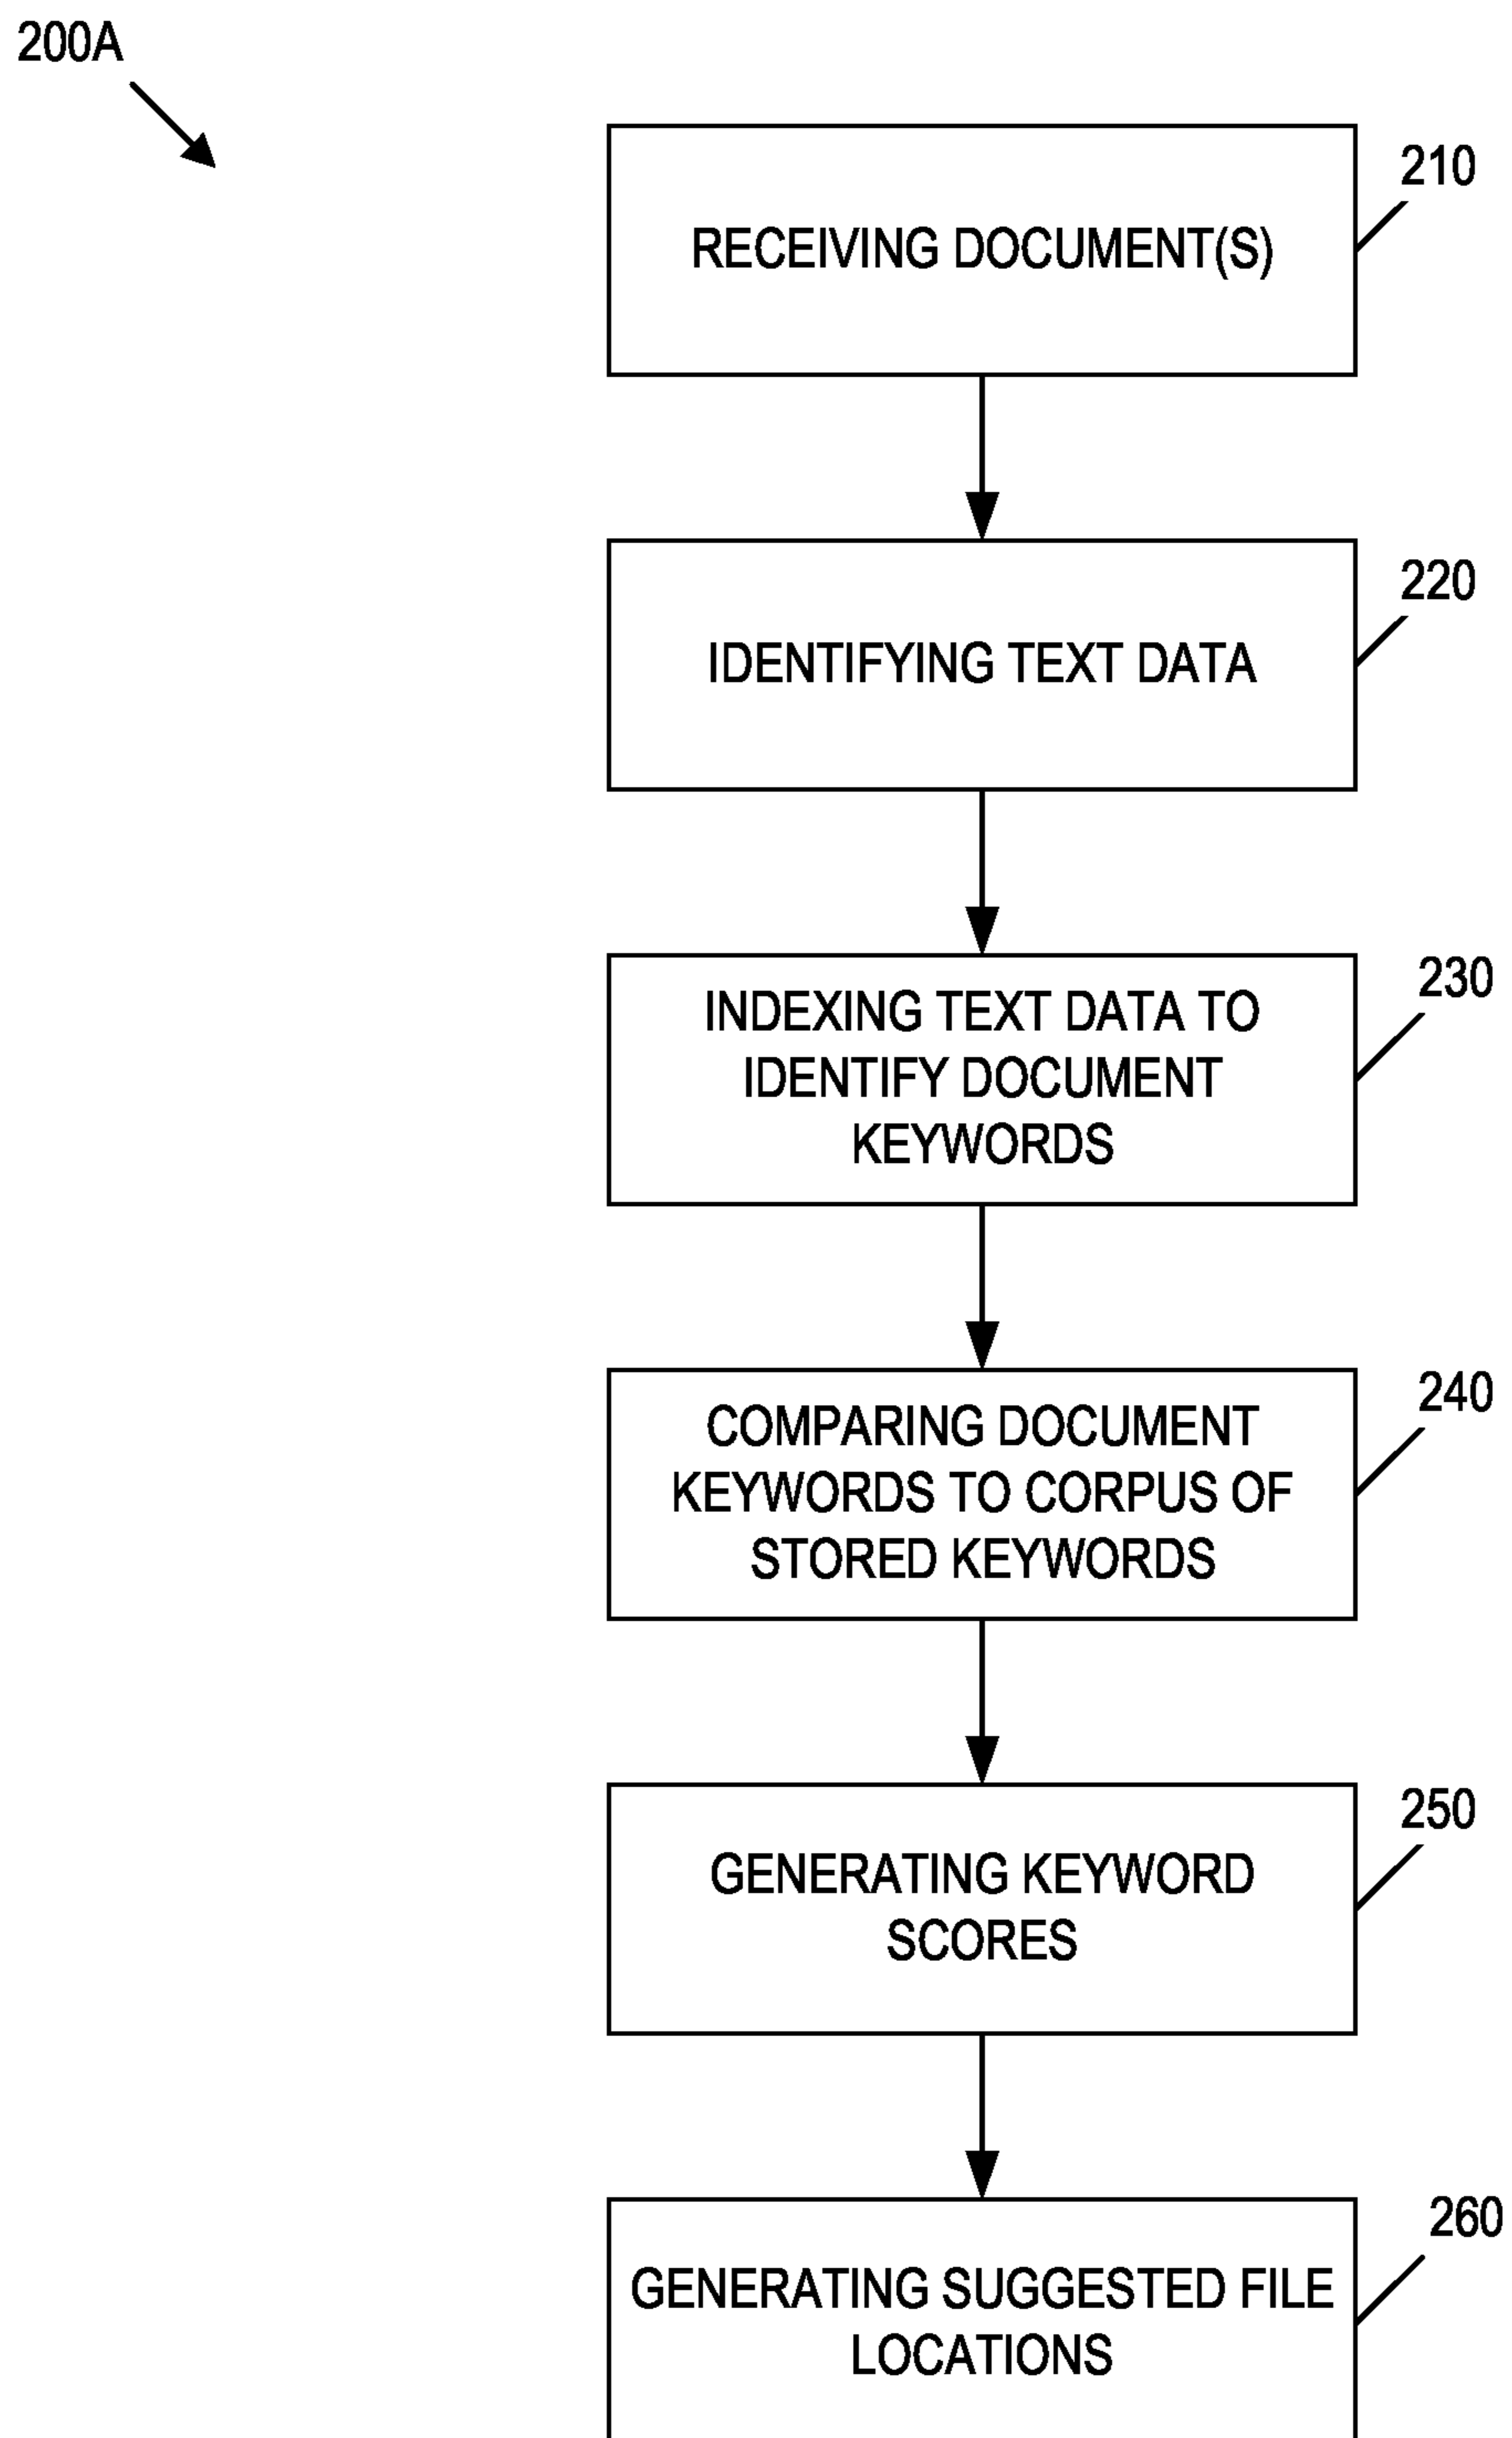 200A
210
RECEIVING DOCUMENT(S)
220
IDENTIFYING TEXT DATA
230
INDEXING TEXT DATA TO
IDENTIFY DOCUMENT
KEYWORDS
240
COMPARING DOCUMENT
KEYWORDS TO CORPUS OF
STORED KEYWORDS
250
GENERATING KEYWORD
SCORES
260
GENERATING SUGGESTED FILE
LOCATIONS